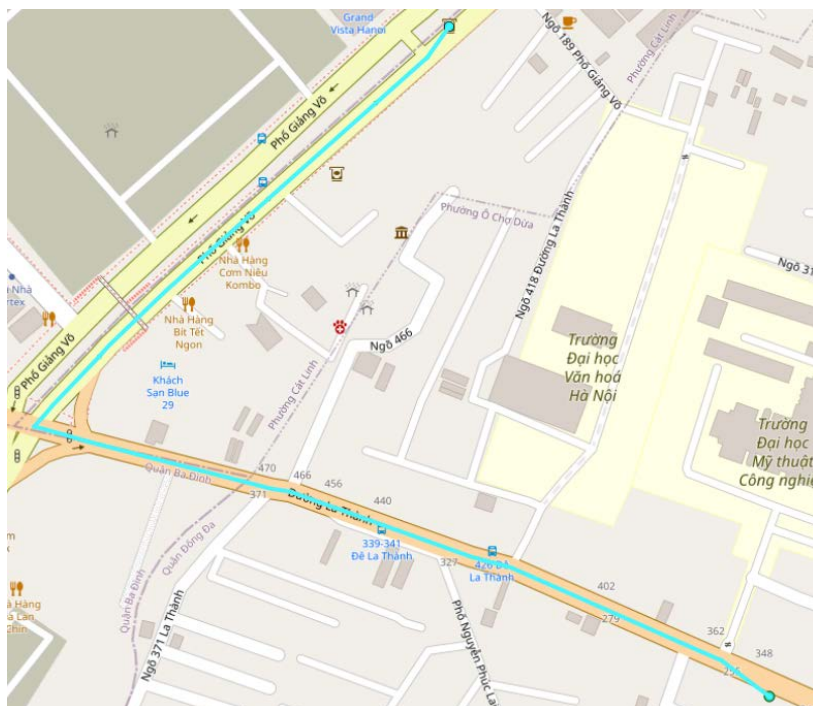 Grand
Vista Hanoi
Phố Giảng Võ
Ngõ 189 Phố Giảng Võ
Phường Cát Linh
Phường Ô Chợ Dừa
Phố Giảng Võ
Nhà Hàng
Cơm Niêu
Kombo
Ngõ 418 Đường La Thành
Nhà Hàng
Bít Tết
Ngon
Ngõ 466
Phố Giảng Võ
Khách
Sạn Blue
29
Phường Cát Linh
Trường
Đại học
Văn hoá
Hà Nội
Trường
Đại học
Mỹ thuật
Công nghiệ
Quận Ba Đình
470
466
456
440
371
Đường La Thành
339-341
Đê La Thành
327
426 Đê
La Thành
Quận Đống Đa
Quận Ba Đình
Ngõ 371 La Thành
Phố Nguyễn Phúc La
402
279
362
348